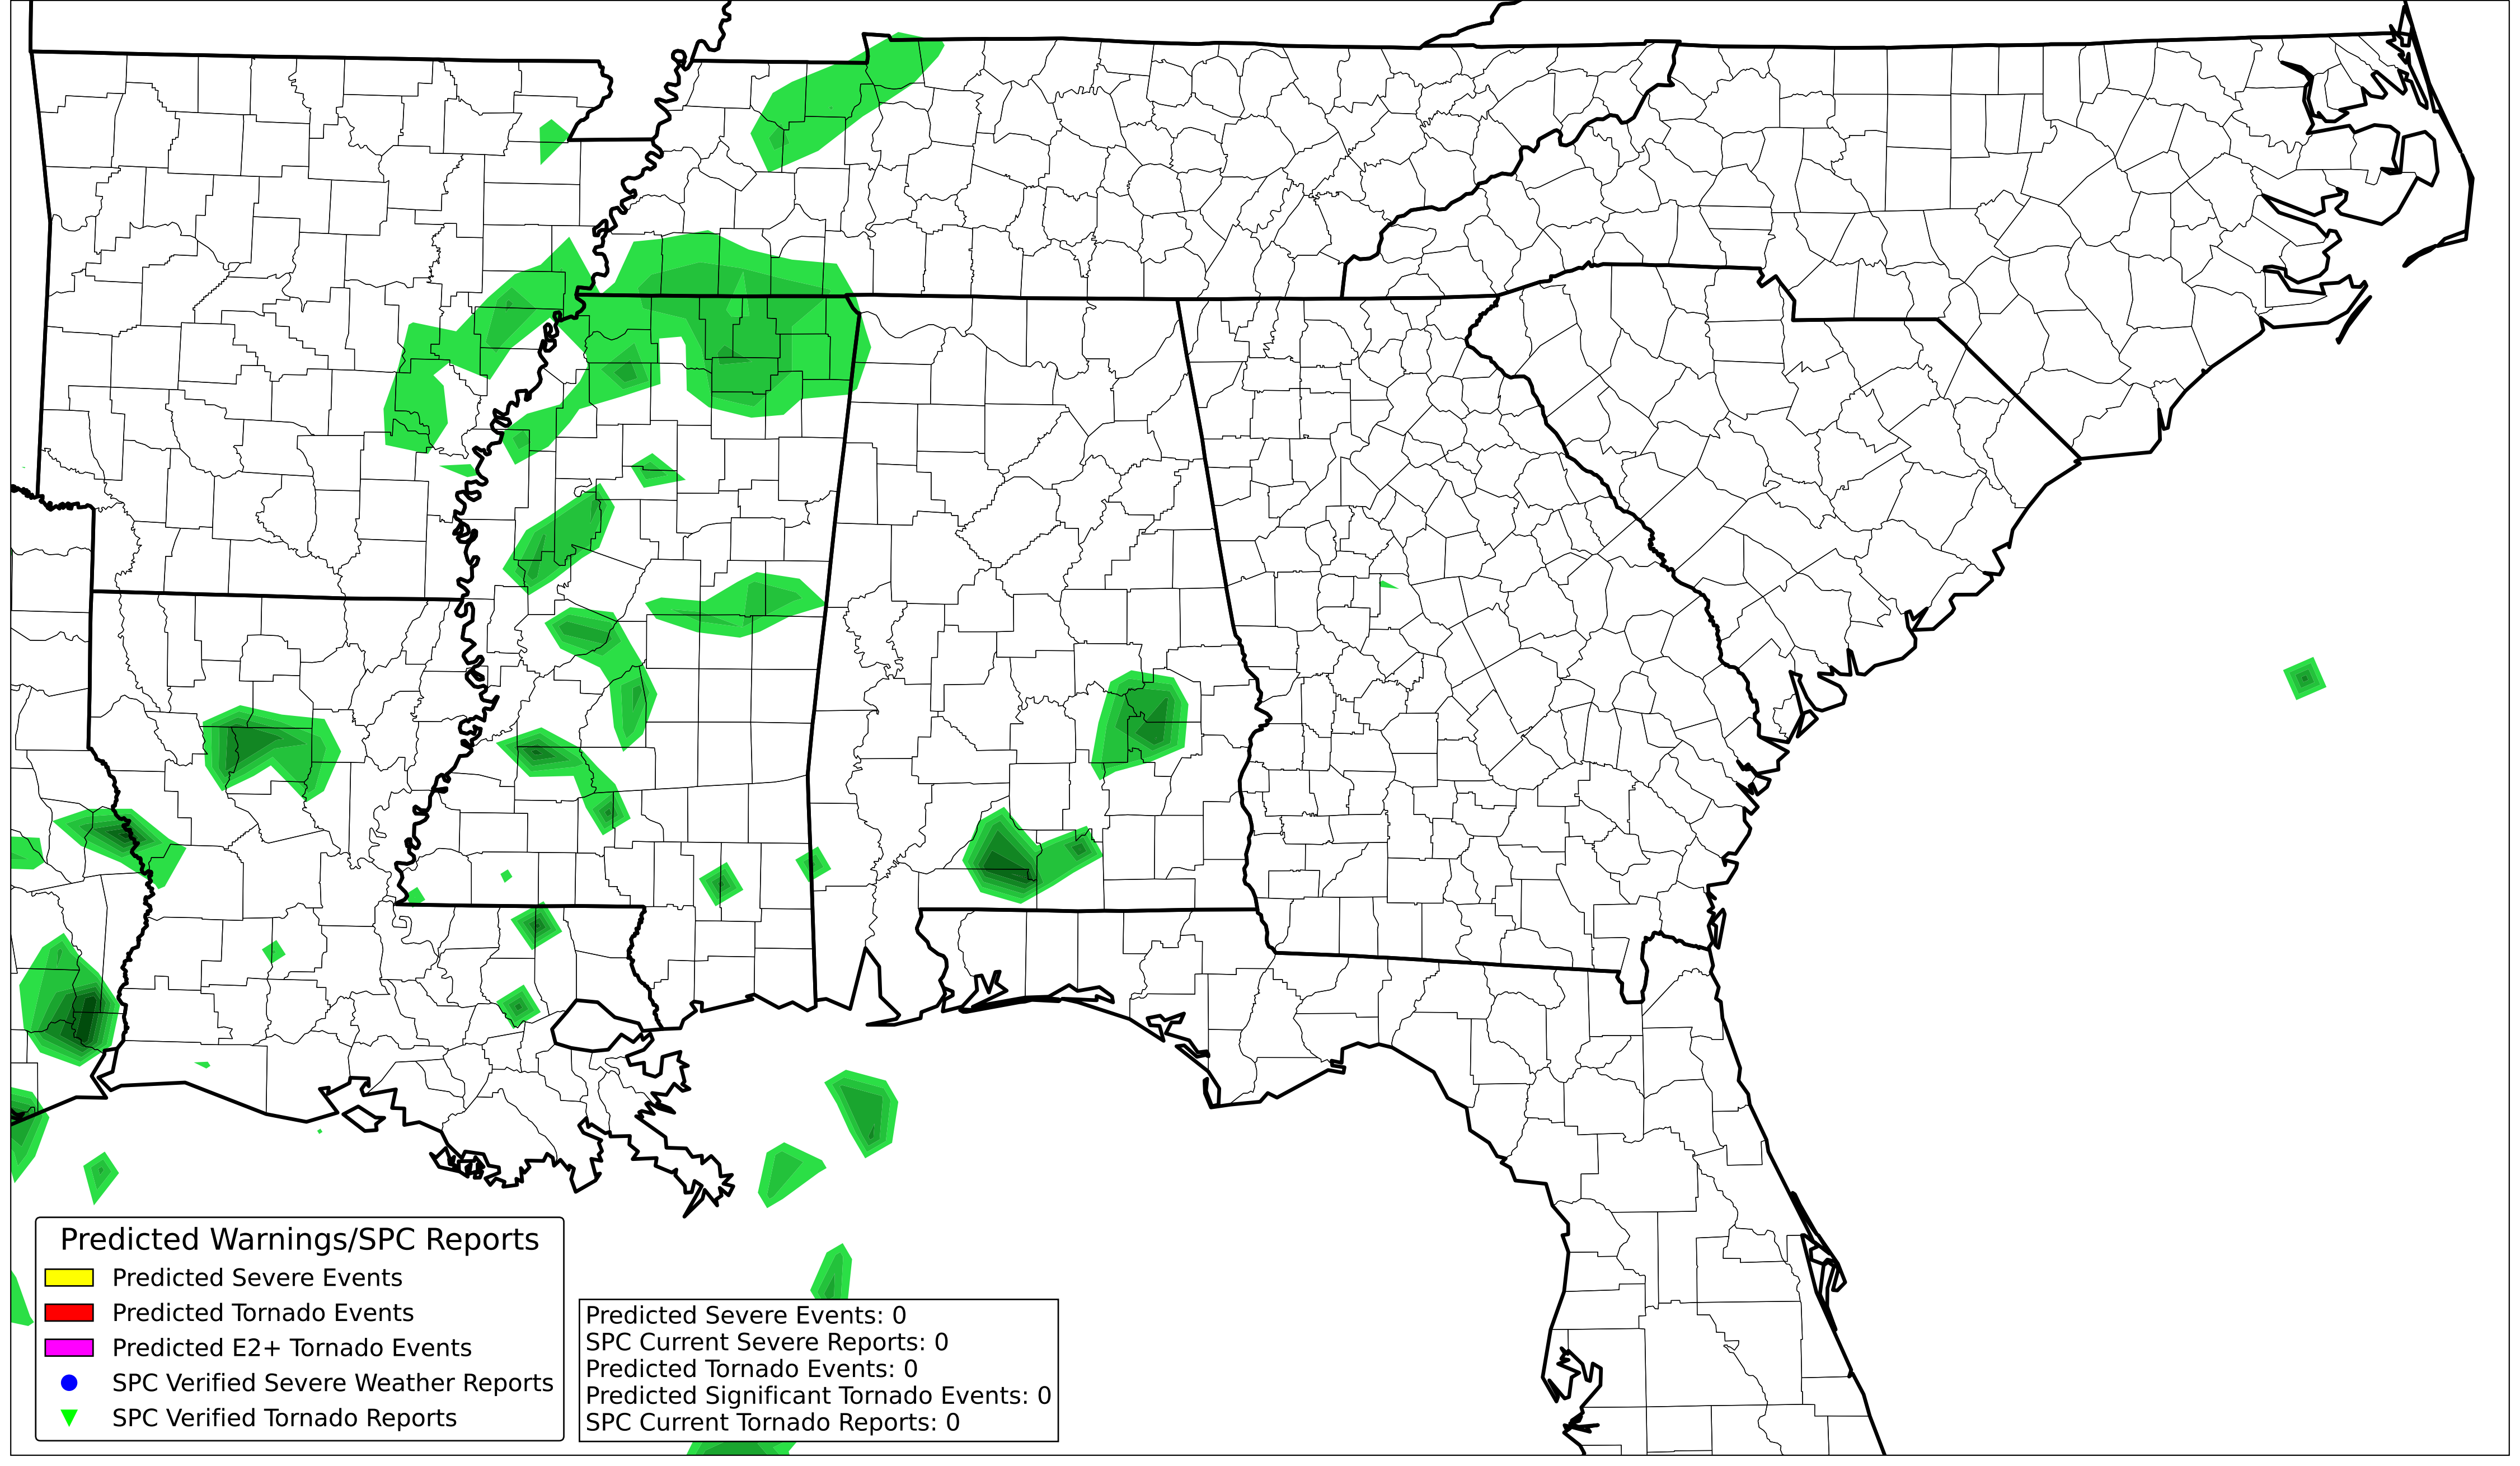 Predicted Warnings/SPC Reports
Predicted Severe Events
Predicted Tornado Events
Predicted E2+ Tornado Events
SPC Verified Severe Weather Reports
SPC Verified Tornado Reports
Predicted Severe Events: 0
SPC Current Severe Reports: 0
Predicted Tornado Events: 0
Predicted Significant Tornado Events: 0
SPC Current Tornado Reports: 0